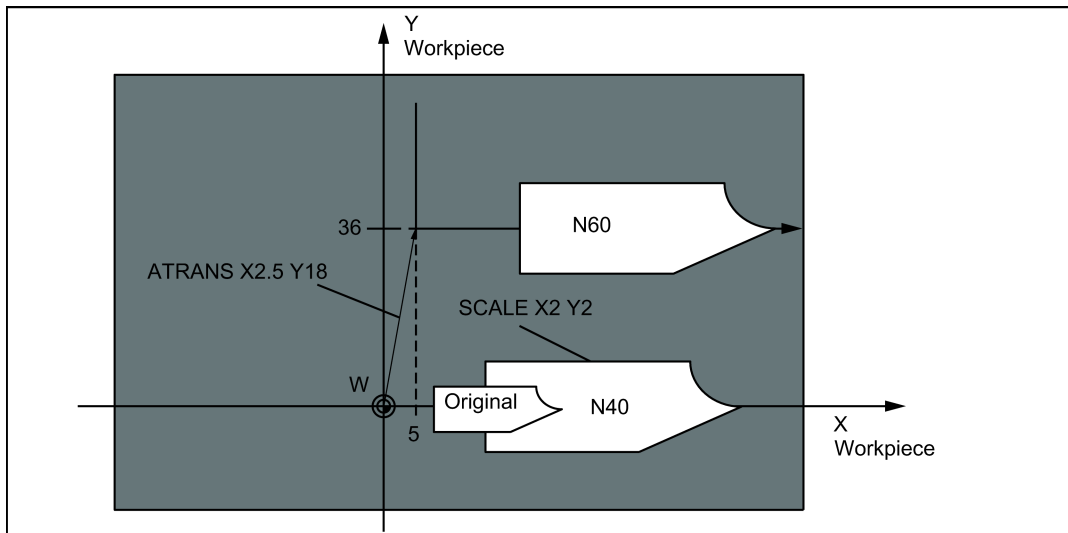 Y
Workpiece
36
N60
ATRANS X2.5 Y18
SCALE X2 Y2
W
Original
N40
5
X
Workpiece